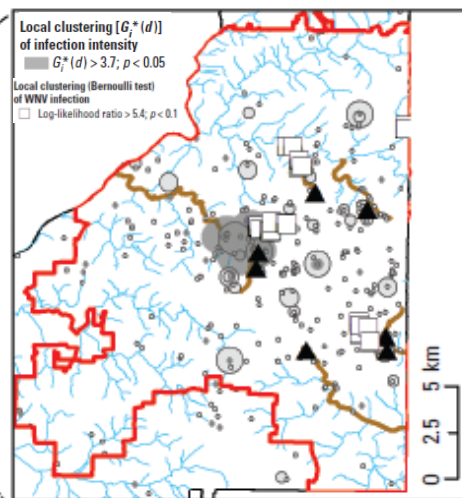 Local clustering [Gi*(d)]
of infection intensity
Gi*(d) > 3.7; p < 0.05
Local clustering (Bernoulli test)
of WNV infection
Log-likelihood ratio > 5.4; p < 0.1
5 km
2.5
0